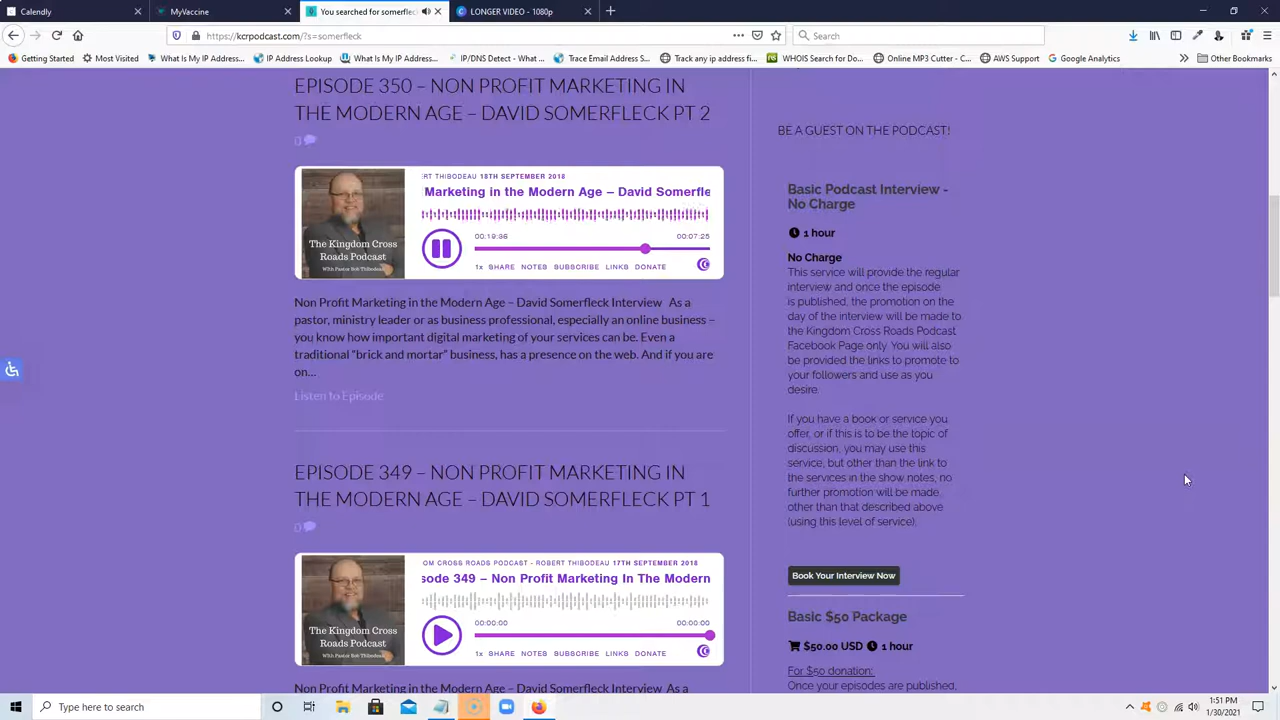 Calendly
MyVaccine
You searched for somerflec
LONGER VIDEO - 1080p
https://kcrpodcast.com/?s=somerfleck
Search
Getting Started
Most Visited
What Is My IP Address...
IP Address Lookup
What Is My IP Addres...
IP/DNS Detect - What ...
Trace Email Address S...
Track any ip address fi...
WHOIS Search for Do...
Online MP3 Cutter - C...
AWS Support
Google Analytics
Other Bookmarks
EPISODE 350 – NON PROFIT MARKETING IN
THE MODERN AGE – DAVID SOMERFLECK PT 2
0
ERT THIBODEAU 18TH SEPTEMBER 2018
Marketing in the Modern Age – David Somerfle
00:19:36
00:07:25
1x SHARE NOTES SUBSCRIBE LINKS DONATE
The Kingdom Cross
Roads Podcast
With Pastor Bob Thibodeau
Non Profit Marketing in the Modern Age – David Somerfleck Interview As a
pastor, ministry leader or as business professional, especially an online business –
you know how important digital marketing of your services can be. Even a
traditional “brick and mortar” business, has a presence on the web. And if you are
on…
Listen to Episode
EPISODE 349 – NON PROFIT MARKETING IN
THE MODERN AGE – DAVID SOMERFLECK PT 1
0
OM CROSS ROADS PODCAST - ROBERT THIBODEAU 17TH SEPTEMBER 2018
sode 349 – Non Profit Marketing In The Modern
00:00:00
00:00:00
1x SHARE NOTES SUBSCRIBE LINKS DONATE
The Kingdom Cross
Roads Podcast
With Pastor Bob Thibodeau
Non Profit Marketing in the Modern Age – David Somerfleck Interview As a
BE A GUEST ON THE PODCAST!
Basic Podcast Interview -
No Charge
1 hour
No Charge
This service will provide the regular
interview and once the episode
is published, the promotion on the
day of the interview will be made to
the Kingdom Cross Roads Podcast
Facebook Page only. You will also
be provided the links to promote to
your followers and use as you
desire.
If you have a book or service you
offer, or if this is to be the topic of
discussion, you may use this
service, but other than the link to
the services in the show notes, no
further promotion will be made,
other than that described above
(using this level of service).
Book Your Interview Now
Basic $50 Package
$50.00 USD 1 hour
For $50 donation:
Once your episodes are published,
Type here to search
1:51 PM
1/30/2021